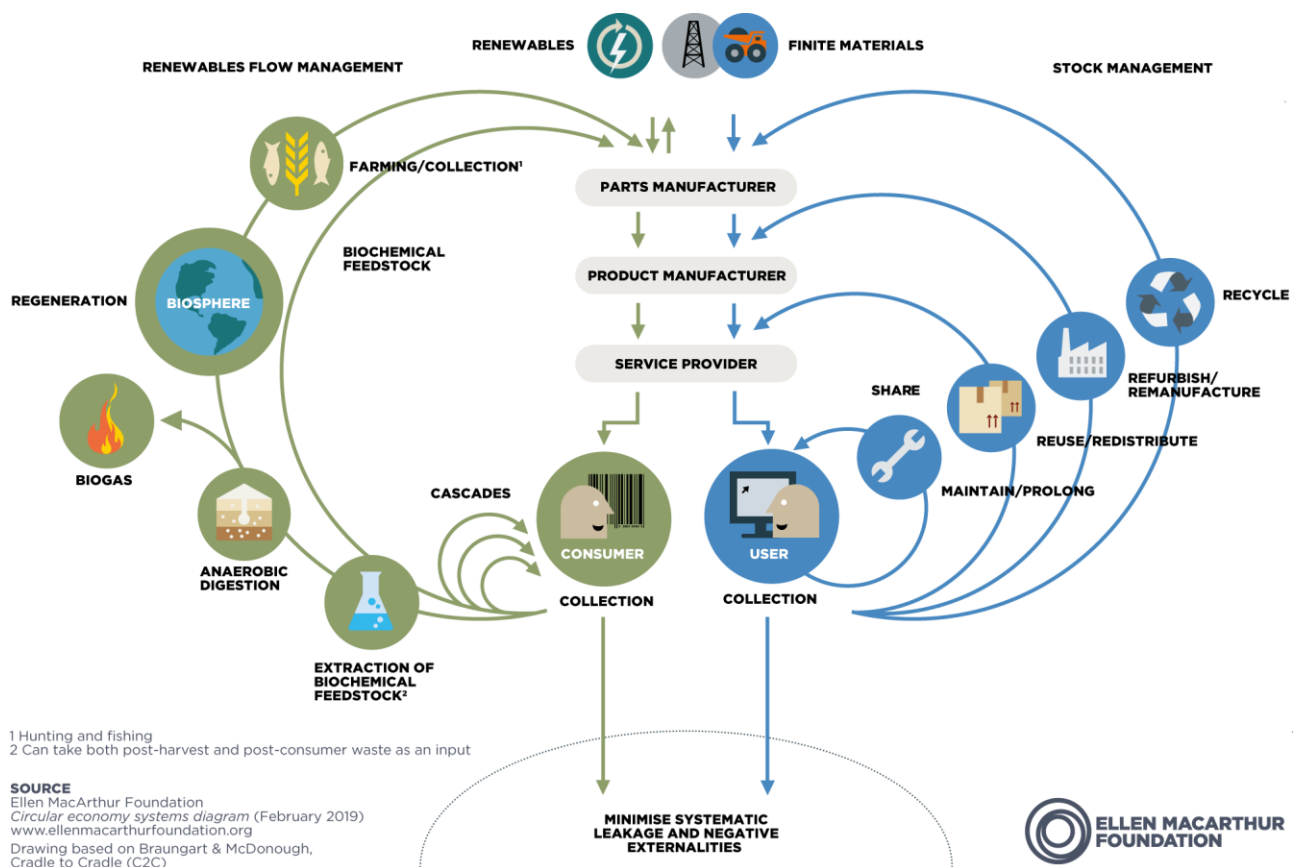 RENEWABLES
FINITE MATERIALS
RENEWABLES FLOW MANAGEMENT
STOCK MANAGEMENT
FARMING/COLLECTION¹
PARTS MANUFACTURER
BIOCHEMICAL
FEEDSTOCK
PRODUCT MANUFACTURER
REGENERATION
BIOSPHERE
RECYCLE
SERVICE PROVIDER
SHARE
REFURBISH/
REMANUFACTURE
REUSE/REDISTRIBUTE
BIOGAS
CASCADES
MAINTAIN/PROLONG
CONSUMER
USER
ANAEROBIC
DIGESTION
COLLECTION
COLLECTION
EXTRACTION OF
BIOCHEMICAL
FEEDSTOCK²
1 Hunting and fishing
2 Can take both post-harvest and post-consumer waste as an input
SOURCE
Ellen MacArthur Foundation
Circular economy systems diagram (February 2019)
www.ellenmacarthurfoundation.org
Drawing based on Braungart & McDonough,
Cradle to Cradle (C2C)
MINIMISE SYSTEMATIC
LEAKAGE AND NEGATIVE
EXTERNALITIES
ELLEN MACARTHUR
FOUNDATION